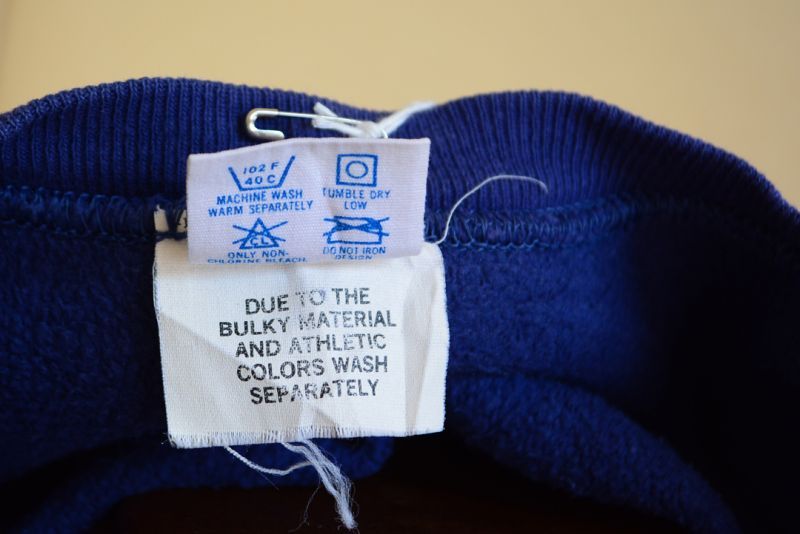 102 F
40 C
MACHINE WASH
WARM SEPARATELY
TUMBLE DRY
LOW
CL
ONLY NON-
CHLORINE BLEACH.
DO NOT IRON
DESIGN
DUE TO THE
BULKY MATERIAL
AND ATHLETIC
COLORS WASH
SEPARATELY